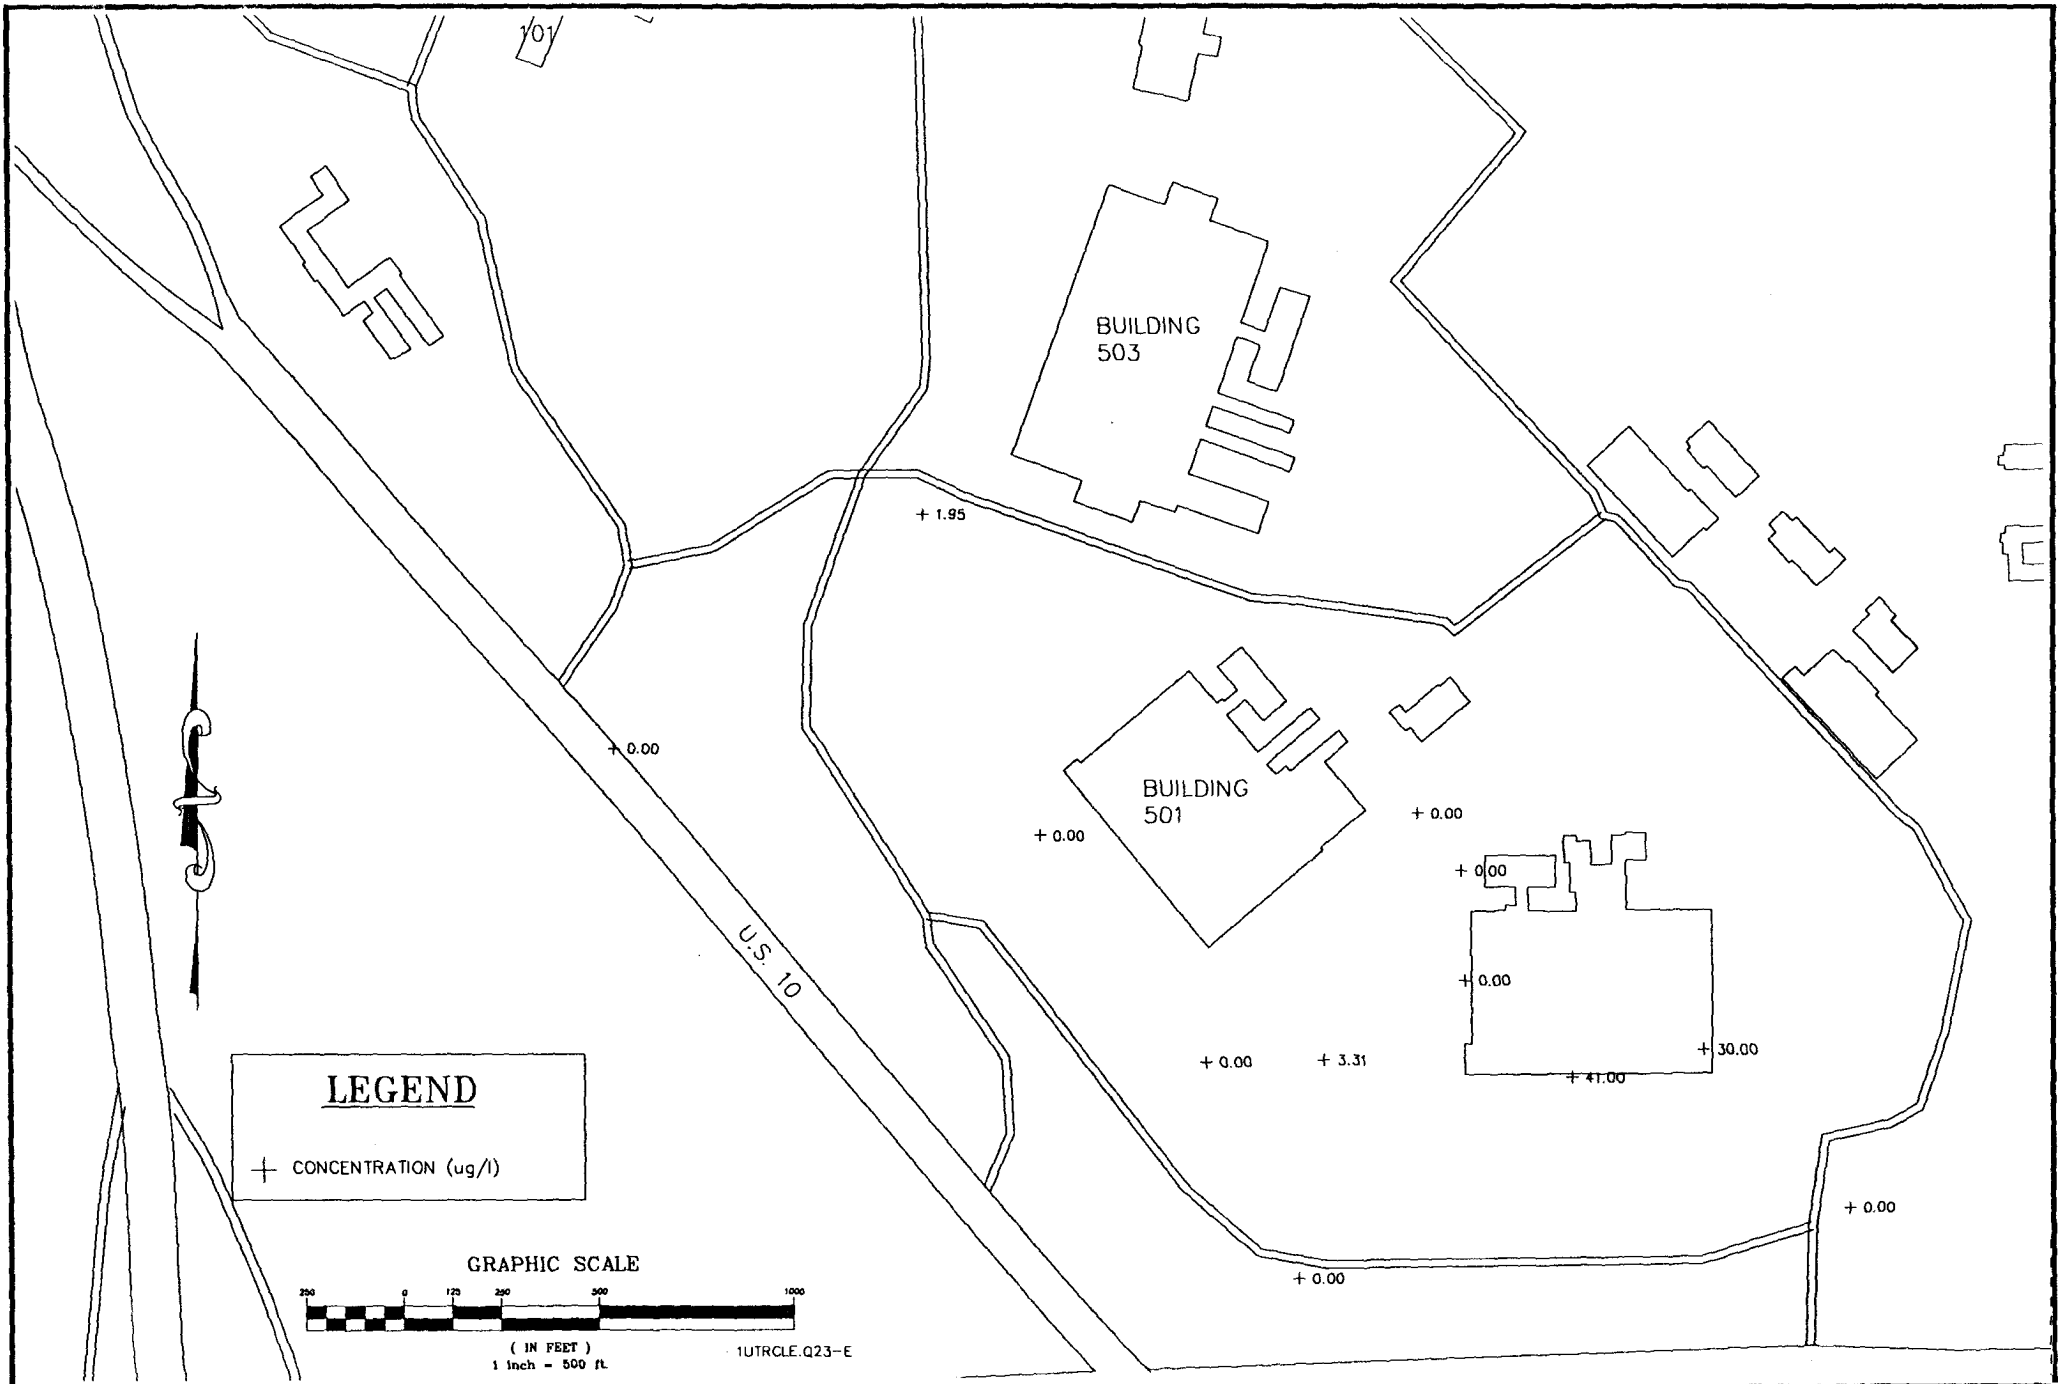 101
BUILDING
503
+ 1.95
+ 0.00
BUILDING
501
+ 0.00
+ 0.00
+ 0.00
U.S. 10
+ 0.00
+ 0.00
+ 3.31
+ 30.00
+ 41.00
LEGEND
+ CONCENTRATION (ug/l)
+ 0.00
+ 0.00
GRAPHIC SCALE
250 0 125 250 500 1000
( IN FEET )
1 inch = 500 ft.
1UTRCLE.Q23-E